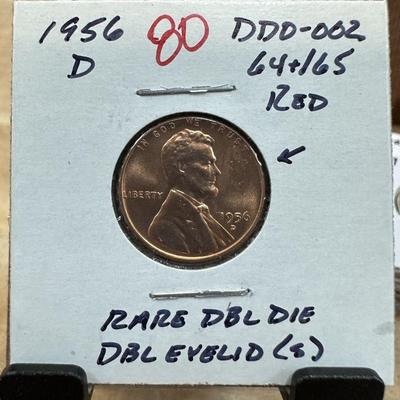 1956 80 DDO-002
D 64+/65
RED
IN GOD WE TRUST
LIBERTY
1956
D
RARE DBL DIE
DBL EYELID (S)